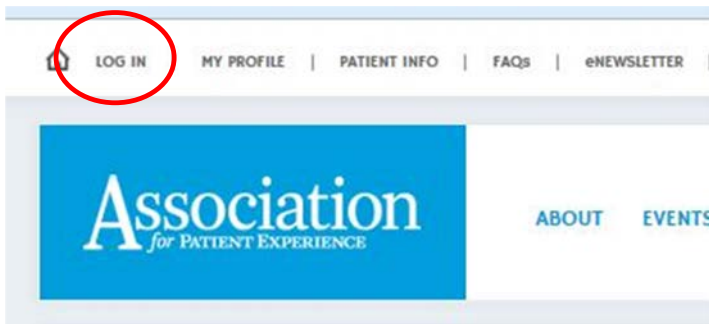 LOG IN MY PROFILE | PATIENT INFO | FAQs | eNEWSLETTER |
Association
for PATIENT EXPERIENCE
ABOUT EVENTS